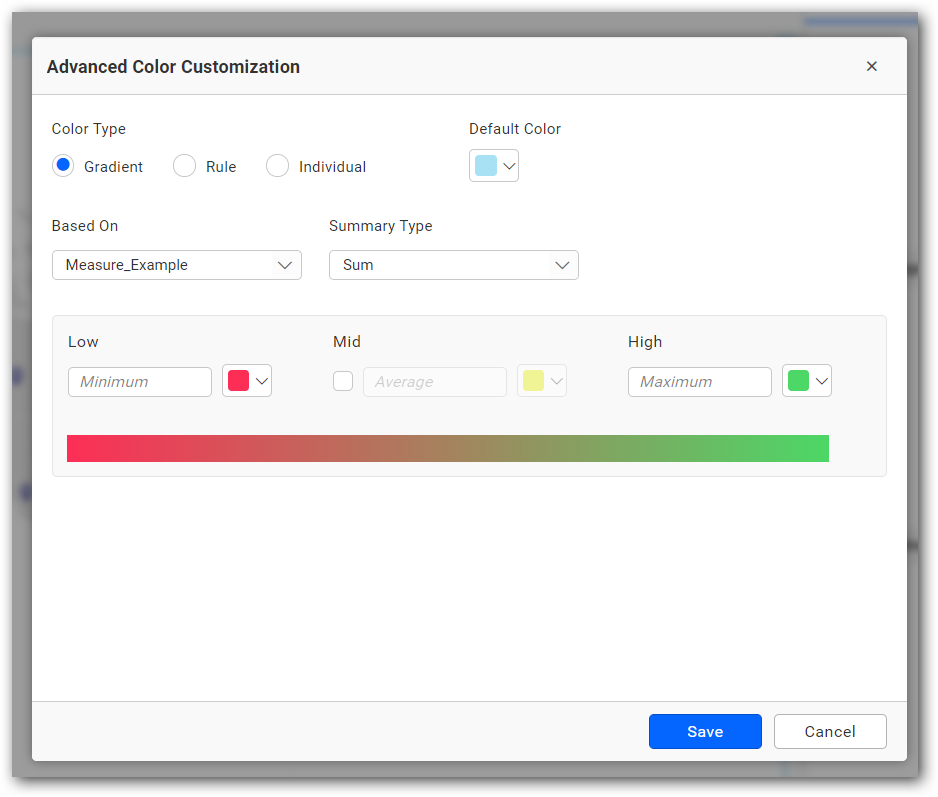 Advanced Color Customization
Color Type
Default Color
Gradient
Rule
Individual
Based On
Summary Type
Measure_Example
Sum
Low
Mid
High
Minimum
Average
Maximum
Save
Cancel